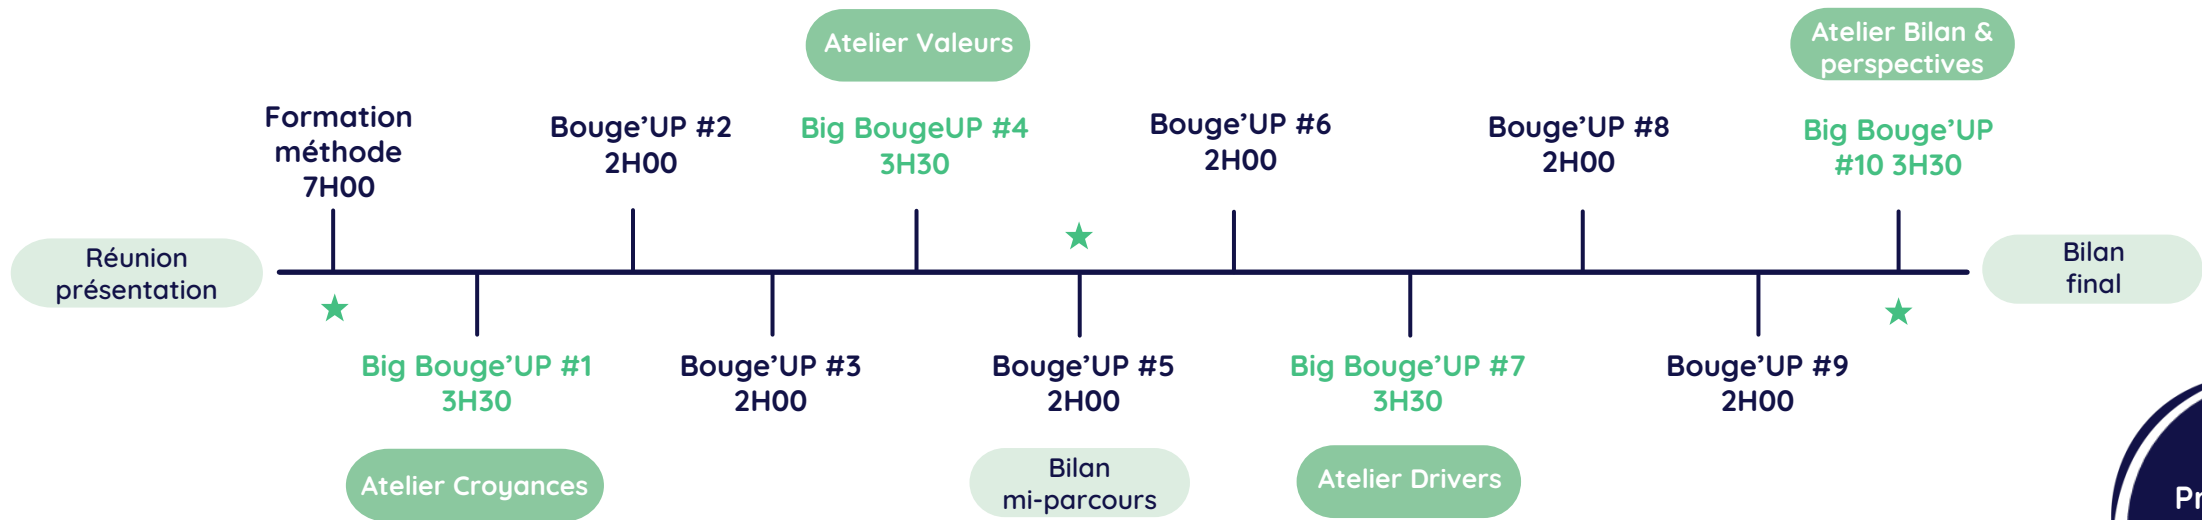 Réunion
présentation
Formation
méthode
7H00
Big Bouge’UP #1
3H30
Atelier Croyances
Bouge’UP #2
2H00
Bouge’UP #3
2H00
Atelier Valeurs
Big BougeUP #4
3H30
Bouge’UP #5
2H00
Bilan
mi-parcours
Bouge’UP #6
2H00
Big Bouge’UP #7
3H30
Atelier Drivers
Bouge’UP #8
2H00
Bouge’UP #9
2H00
Atelier Bilan &
perspectives
Big Bouge’UP
#10 3H30
Bilan
final